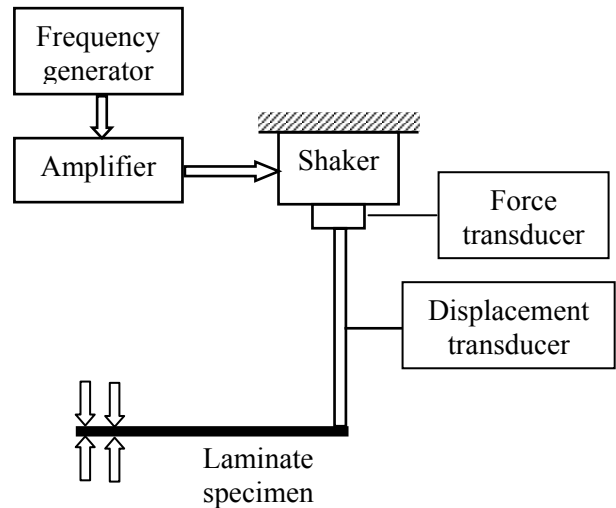 Frequency
generator
Amplifier
Shaker
Force
transducer
Displacement
transducer
Laminate
specimen